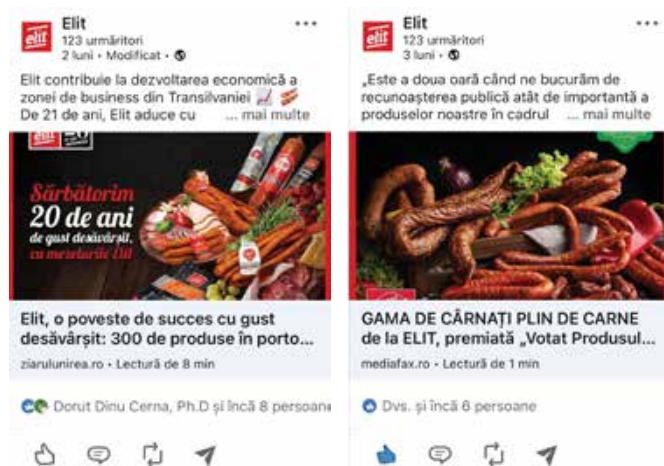 elit
Elit
123 urmăritori
2 luni • Modificat •
Elit contribuie la dezvoltarea economică a
zonei de business din Transilvaniei
De 21 de ani, Elit aduce cu ... mai multe
elit
Sărbătorim
20 de ani
de gust desăvârșit,
cu mezelurile Elit
Elit, o poveste de succes cu gust
desăvârșit: 300 de produse în porto...
ziarulunirea.ro • Lectură de 8 min
Dorut Dinu Cerna, Ph.D și încă 8 persoane
elit
Elit
123 urmăritori
3 luni •
„Este a doua oară când ne bucurăm de
recunoașterea publică atât de importantă a
produselor noastre în cadrul ... mai multe
GAMA DE CÂRNAȚI PLIN DE CARNE
de la ELIT, premiată „Votat Produsul...
mediafax.ro • Lectură de 1 min
Dvs. și încă 6 persoane